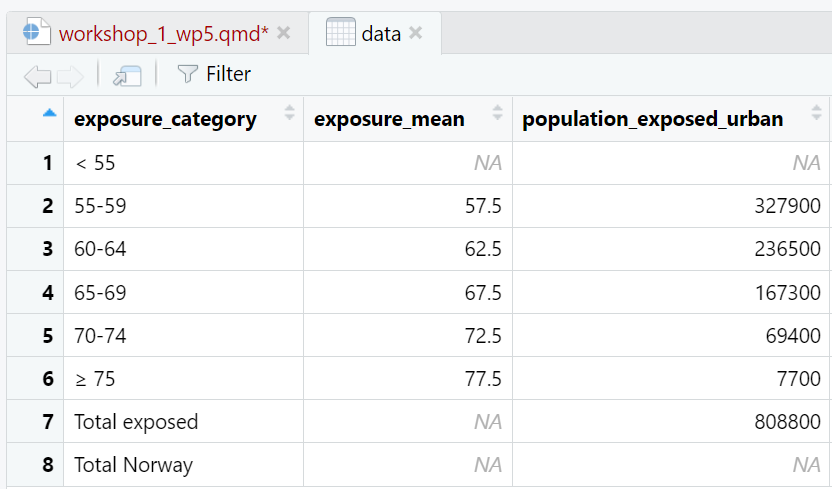 workshop_1_wp5.qmd* data
Filter
exposure_category exposure_mean population_exposed_urban
1 < 55 NA NA
2 55-59 57.5 327900
3 60-64 62.5 236500
4 65-69 67.5 167300
5 70-74 72.5 69400
6 ≥ 75 77.5 7700
7 Total exposed NA 808800
8 Total Norway NA NA